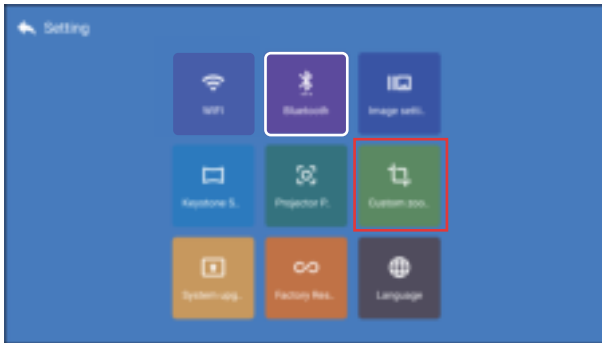 Setting
WIFI
Bluetooth
Image setti..
Keystone S..
Projector P..
Custom zoo..
System upg..
Factory Res..
Language